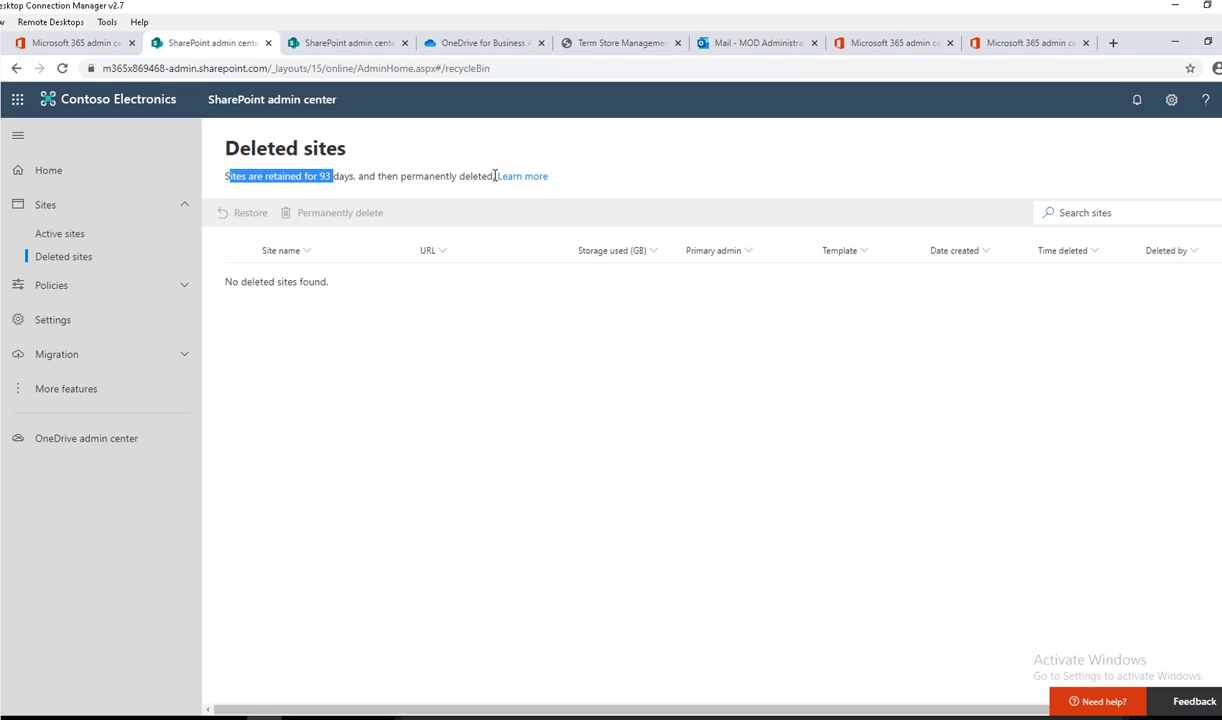 esktop Connection Manager v2.7
w Remote Desktops Tools Help
Microsoft 365 admin ce SharePoint admin cente SharePoint admin cente OneDrive for Business A Term Store Manageme Mail - MOD Administra Microsoft 365 admin ce Microsoft 365 admin ce
m365x869468-admin.sharepoint.com/_layouts/15/online/AdminHome.aspx#/recycleBin
Contoso Electronics SharePoint admin center
Deleted sites
Sites are retained for 93 days, and then permanently deleted. Learn more
Restore Permanently delete Search sites
Site name URL Storage used (GB) Primary admin Template Date created Time deleted Deleted by
No deleted sites found.
Home
Sites
Active sites
Deleted sites
Policies
Settings
Migration
More features
OneDrive admin center
Activate Windows
Go to Settings to activate Windows.
Need help? Feedback